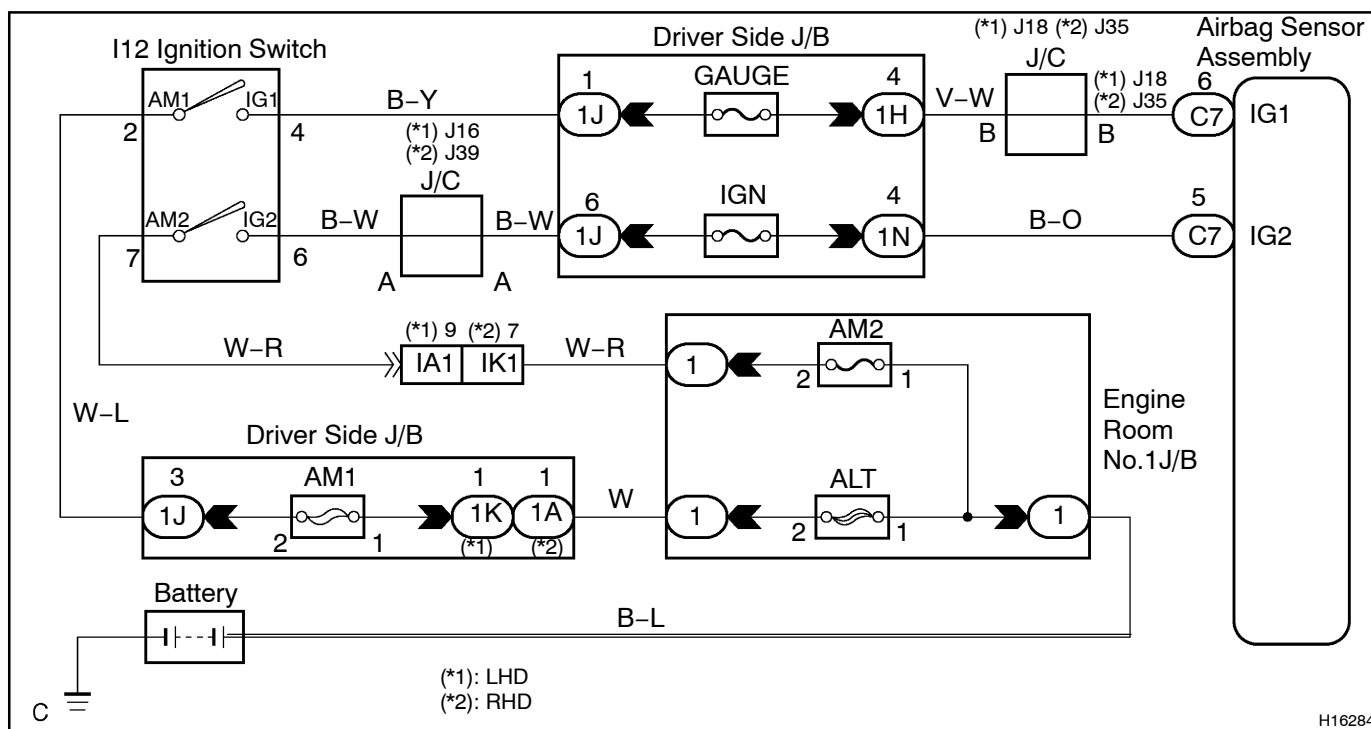 I12 Ignition Switch
Driver Side J/B
(*1) J18 (*2) J35
J/C
Airbag Sensor
Assembly
AM1
IG1
2
4
B–Y
1
1J
GAUGE
4
1H
V–W
B
(*1) J18
(*2) J35
B
6
C7
IG1
(*1) J16
(*2) J39
J/C
AM2
IG2
7
6
B–W
A
A
B–W
6
1J
IGN
4
1N
B–O
5
C7
IG2
W–R
(*1) 9 (*2) 7
IA1
IK1
W–R
1
AM2
2
1
W–L
Engine
Room
No.1J/B
Driver Side J/B
3
1J
AM1
2
1
1
1K
(*1)
1
1A
(*2)
W
1
ALT
2
1
1
Battery
B–L
C
(*1): LHD
(*2): RHD
H16284